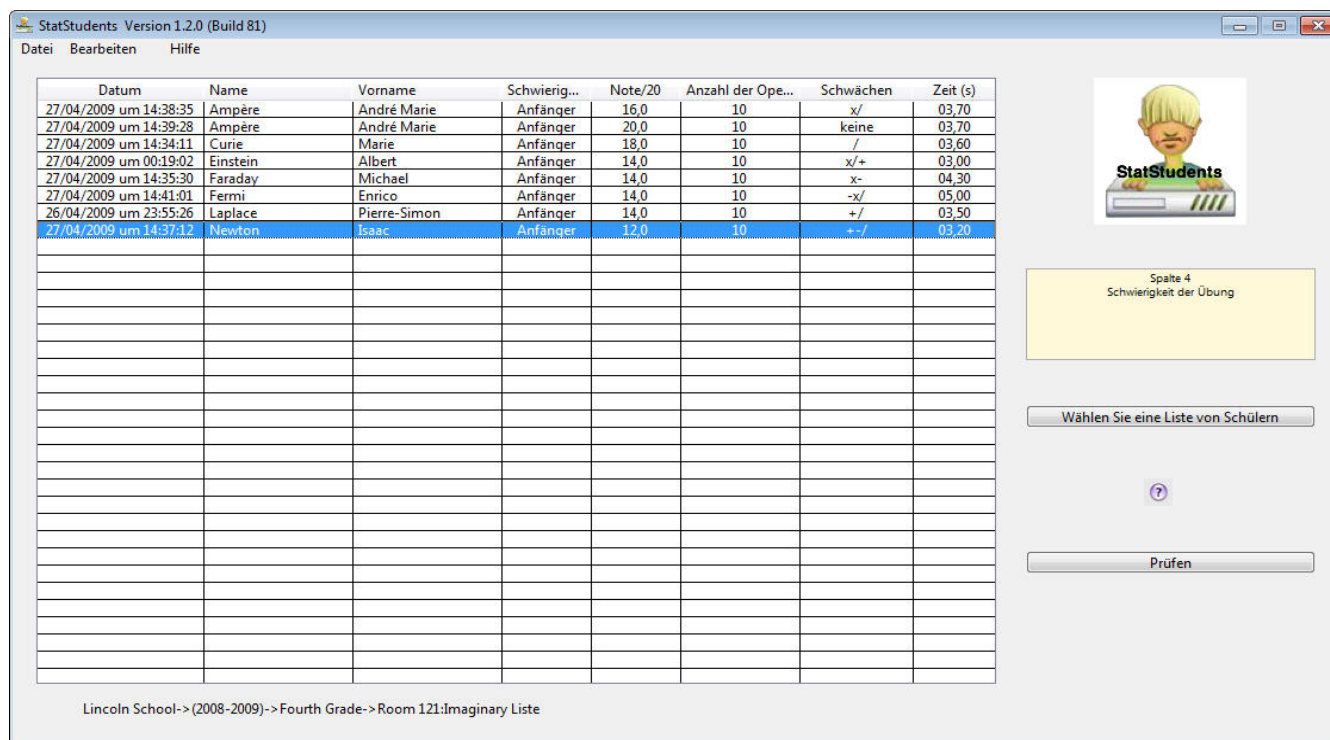 StatStudents Version 1.2.0 (Build 81)
Datei Bearbeiten Hilfe
Datum Name Vorname Schwierig... Note/20 Anzahl der Ope... Schwächen Zeit (s)
27/04/2009 um 14:38:35 Ampère André Marie Anfänger 16,0 10 x/ 03,70
27/04/2009 um 14:39:28 Ampère André Marie Anfänger 20,0 10 keine 03,70
27/04/2009 um 14:34:11 Curie Marie Anfänger 18,0 10 / 03,60
27/04/2009 um 00:19:02 Einstein Albert Anfänger 14,0 10 x/+ 03,00
27/04/2009 um 14:35:30 Faraday Michael Anfänger 14,0 10 x- 04,30
27/04/2009 um 14:41:01 Fermi Enrico Anfänger 14,0 10 -x/ 05,00
26/04/2009 um 23:55:26 Laplace Pierre-Simon Anfänger 14,0 10 +/ 03,50
27/04/2009 um 14:37:12 Newton Isaac Anfänger 12,0 10 +-/ 03,20
StatStudents
Spalte 4
Schwierigkeit der Übung
Wählen Sie eine Liste von Schülern
?
Prüfen
Lincoln School->(2008-2009)->Fourth Grade->Room 121:Imaginary Liste